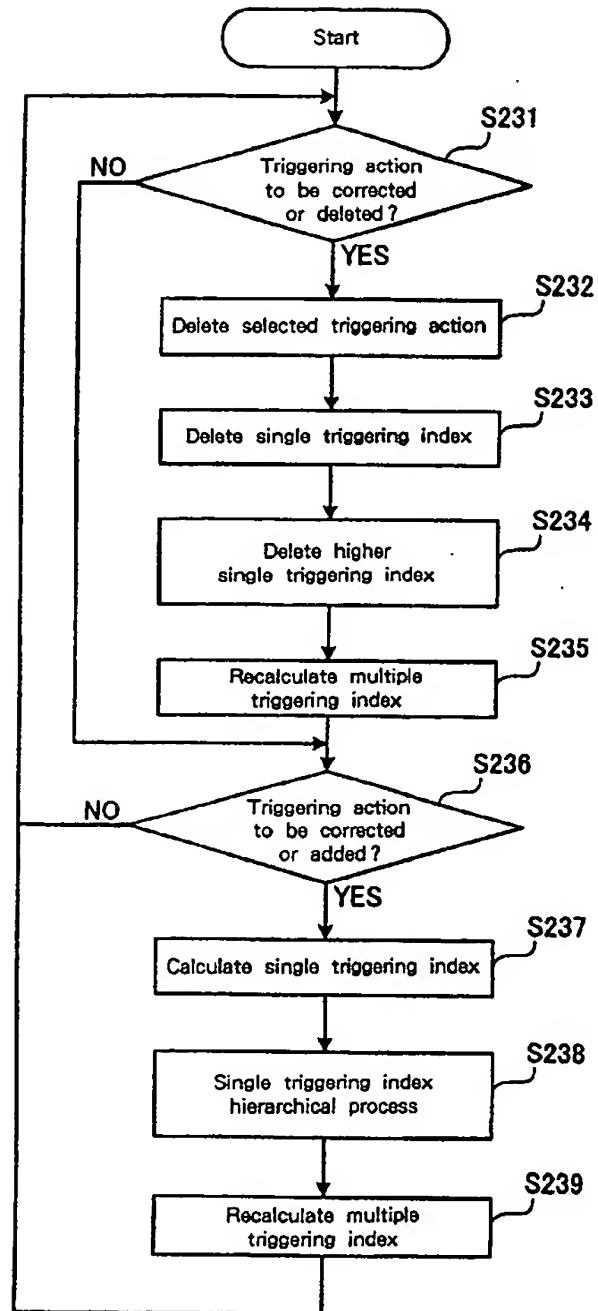 Start
S231
NO
Triggering action
to be corrected
or deleted?
YES
S232
Delete selected triggering action
S233
Delete single triggering index
S234
Delete higher
single triggering index
S235
Recalculate multiple
triggering index
S236
NO
Triggering action
to be corrected
or added?
YES
S237
Calculate single triggering index
S238
Single triggering index
hierarchical process
S239
Recalculate multiple
triggering index